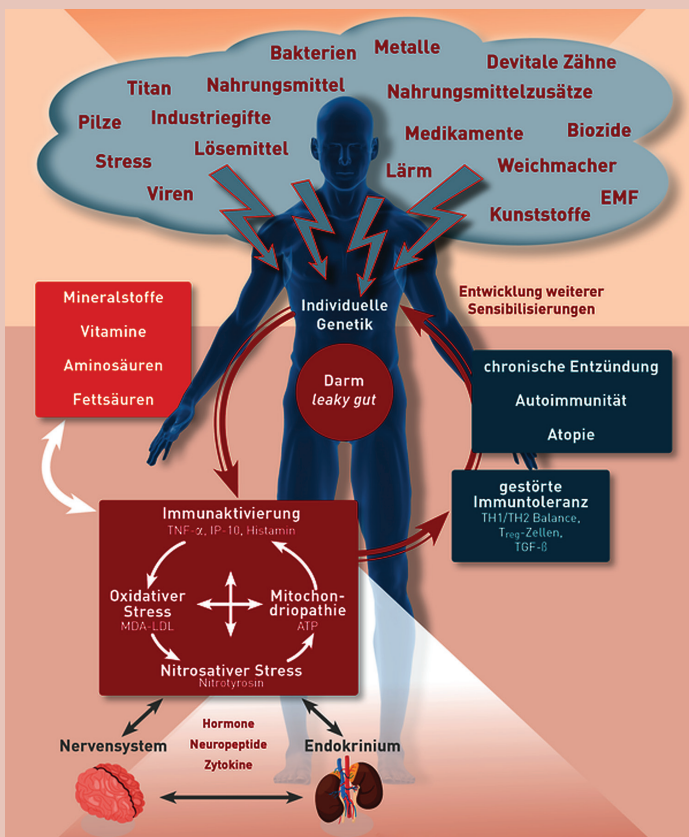 Bakterien
Metalle
Devitale Zähne
Titan
Nahrungsmittel
Nahrungsmittelzusätze
Pilze
Industriegifte
Medikamente
Biozide
Stress
Lösemittel
Lärm
Weichmacher
Viren
EMF
Kunststoffe
Mineralstoffe
Vitamine
Aminosäuren
Fettsäuren
Individuelle
Genetik
Darm
leaky gut
Entwicklung weiterer
Sensibilisierungen
chronische Entzündung
Autoimmunität
Atopie
gestörte
Immuntoleranz
TH1/TH2 Balance,
Treg-Zellen,
TGF-ß
Immunaktivierung
TNF-α, IP-10, Histamin
Oxidativer
Stress
MDA-LDL
Mitochon-
driopathie
ATP
Nitrosativer Stress
Nitrotyrosin
Nervensystem
Hormone
Neuropeptide
Zytokine
Endokrinium